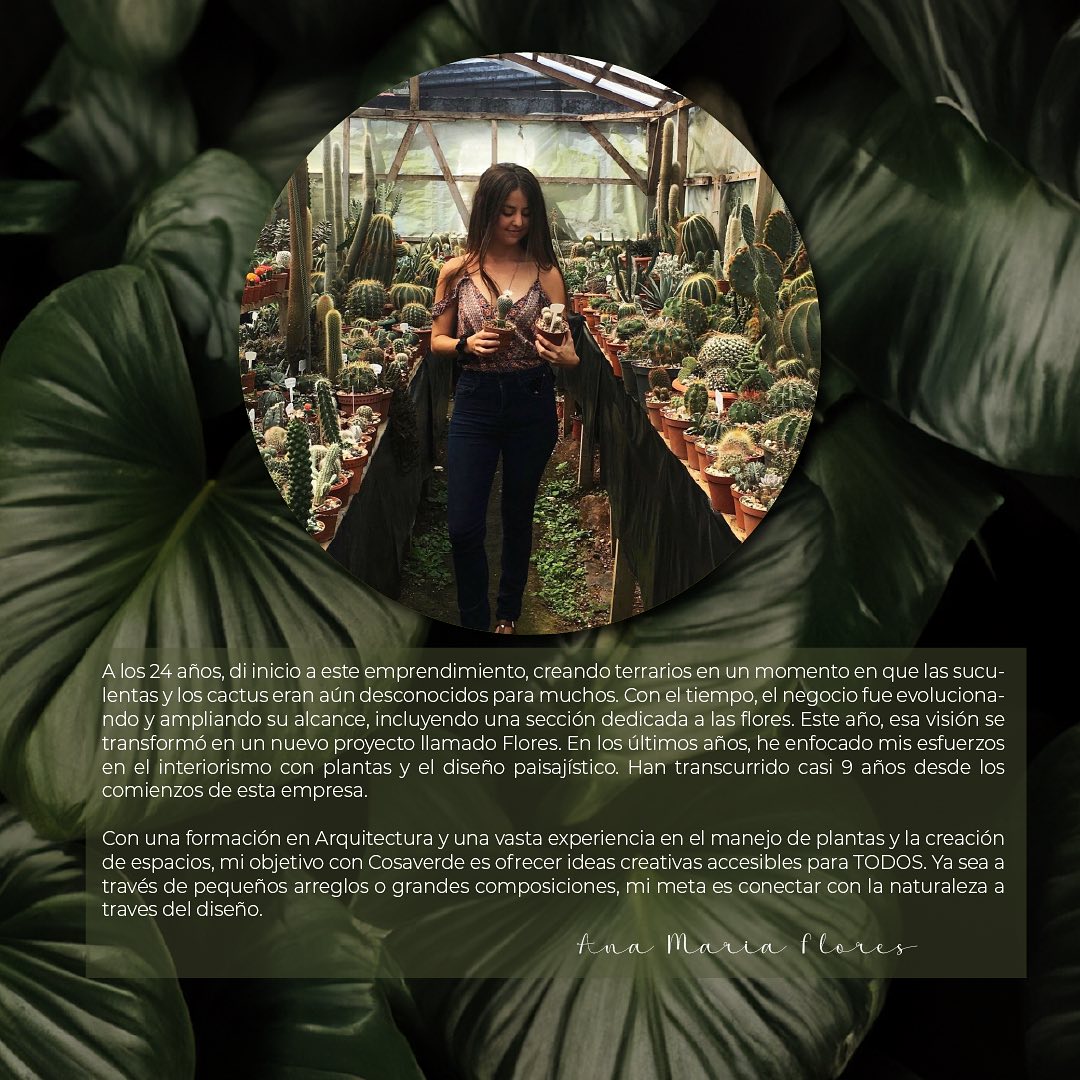 A los 24 años, di inicio a este emprendimiento, creando terrarios en un momento en que las sucu-
lentas y los cactus eran aún desconocidos para muchos. Con el tiempo, el negocio fue evoluciona-
ndo y ampliando su alcance, incluyendo una sección dedicada a las flores. Este año, esa visión se
transformó en un nuevo proyecto llamado Flores. En los últimos años, he enfocado mis esfuerzos
en el interiorismo con plantas y el diseño paisajístico. Han transcurrido casi 9 años desde los
comienzos de esta empresa.
Con una formación en Arquitectura y una vasta experiencia en el manejo de plantas y la creación
de espacios, mi objetivo con Cosaverde es ofrecer ideas creativas accesibles para TODOS. Ya sea a
través de pequeños arreglos o grandes composiciones, mi meta es conectar con la naturaleza a
traves del diseño.
Ana Maria Flores